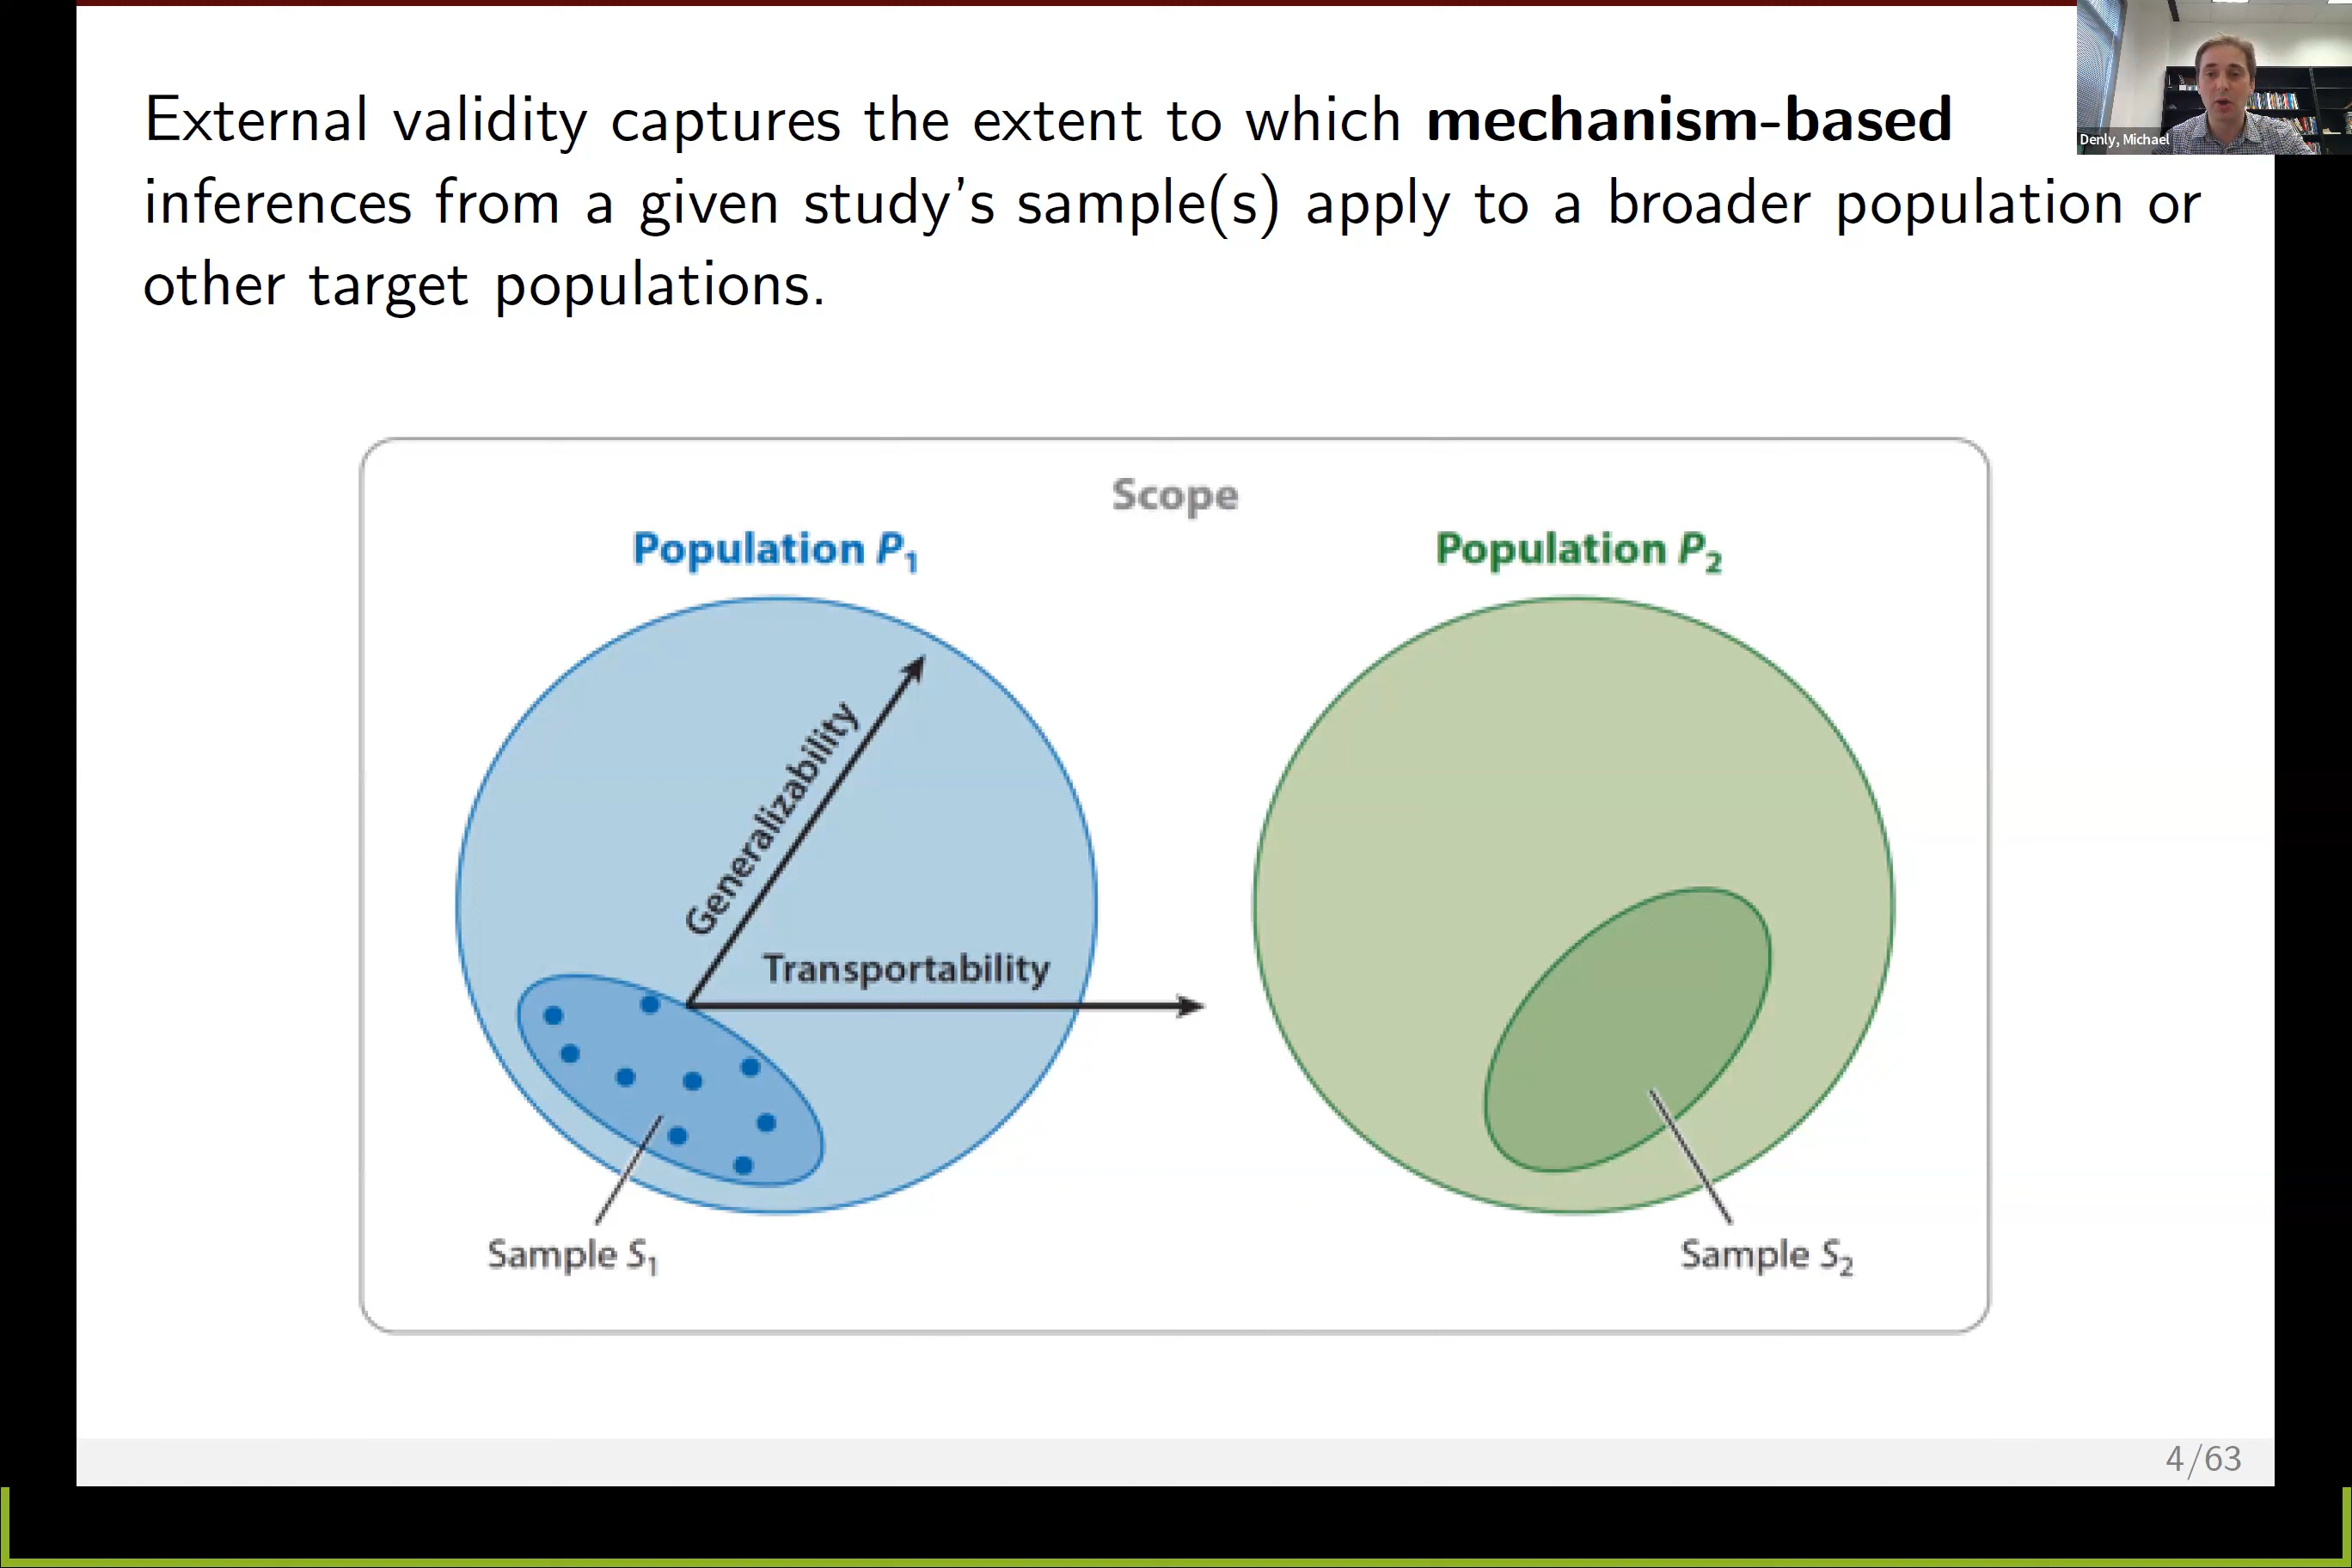 External validity captures the extent to which mechanism-based
inferences from a given study's sample(s) apply to a broader population or
other target populations.
Denly, Michael
Scope
Population P1
Population P2
Generalizability
Transportability
Sample S1
Sample S2
4/63